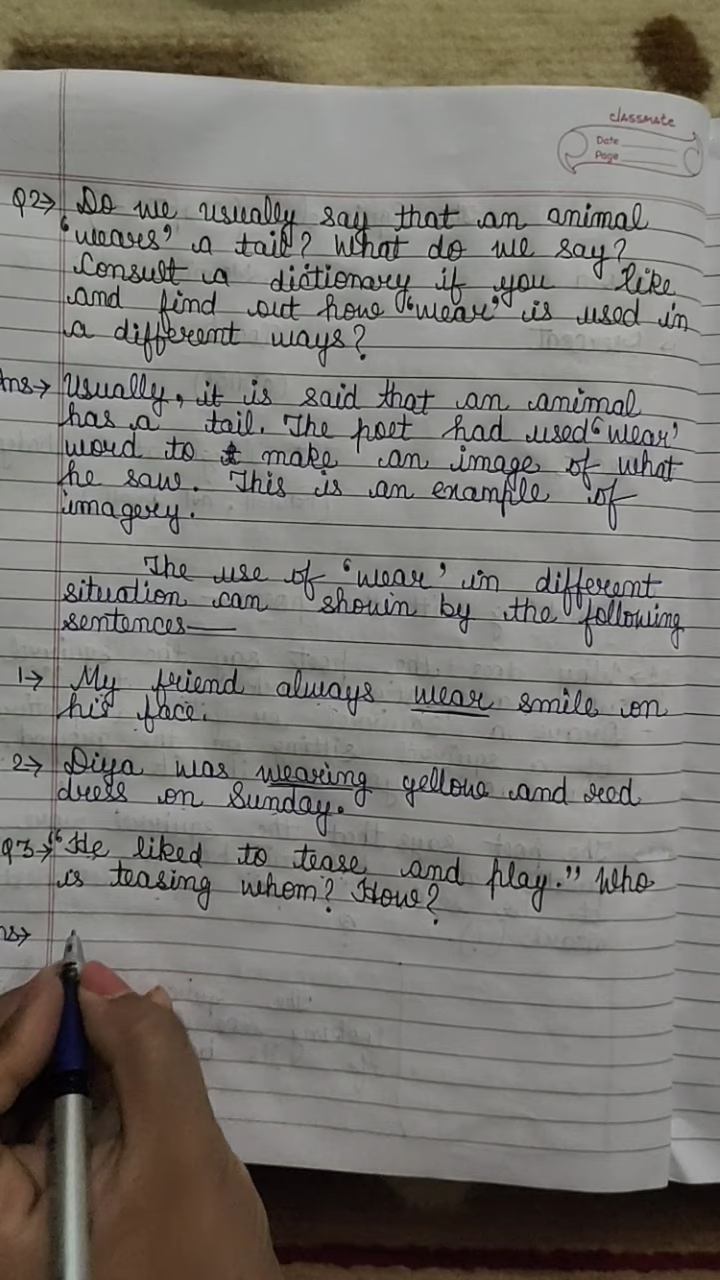 classmate
Date
Page
Q2→ Do we usually say that an animal
'wears' a tail? What do we say?
Consult a dictionary if you like
and find out how 'wear' is used in
a different ways?
Ans→ Usually, it is said that an animal
has a tail. The poet had used 'wear'
word to make an image of what
he saw. This is an example of
imagery.
The use of 'wear' in different
situation can shouin by the following
sentences—
1→ My friend always wear smile on
his face.
2→ Diya was wearing yellow and red
dress on Sunday.
Q3→ "He liked to tease and play." Who
is teasing whom? How?
ns→